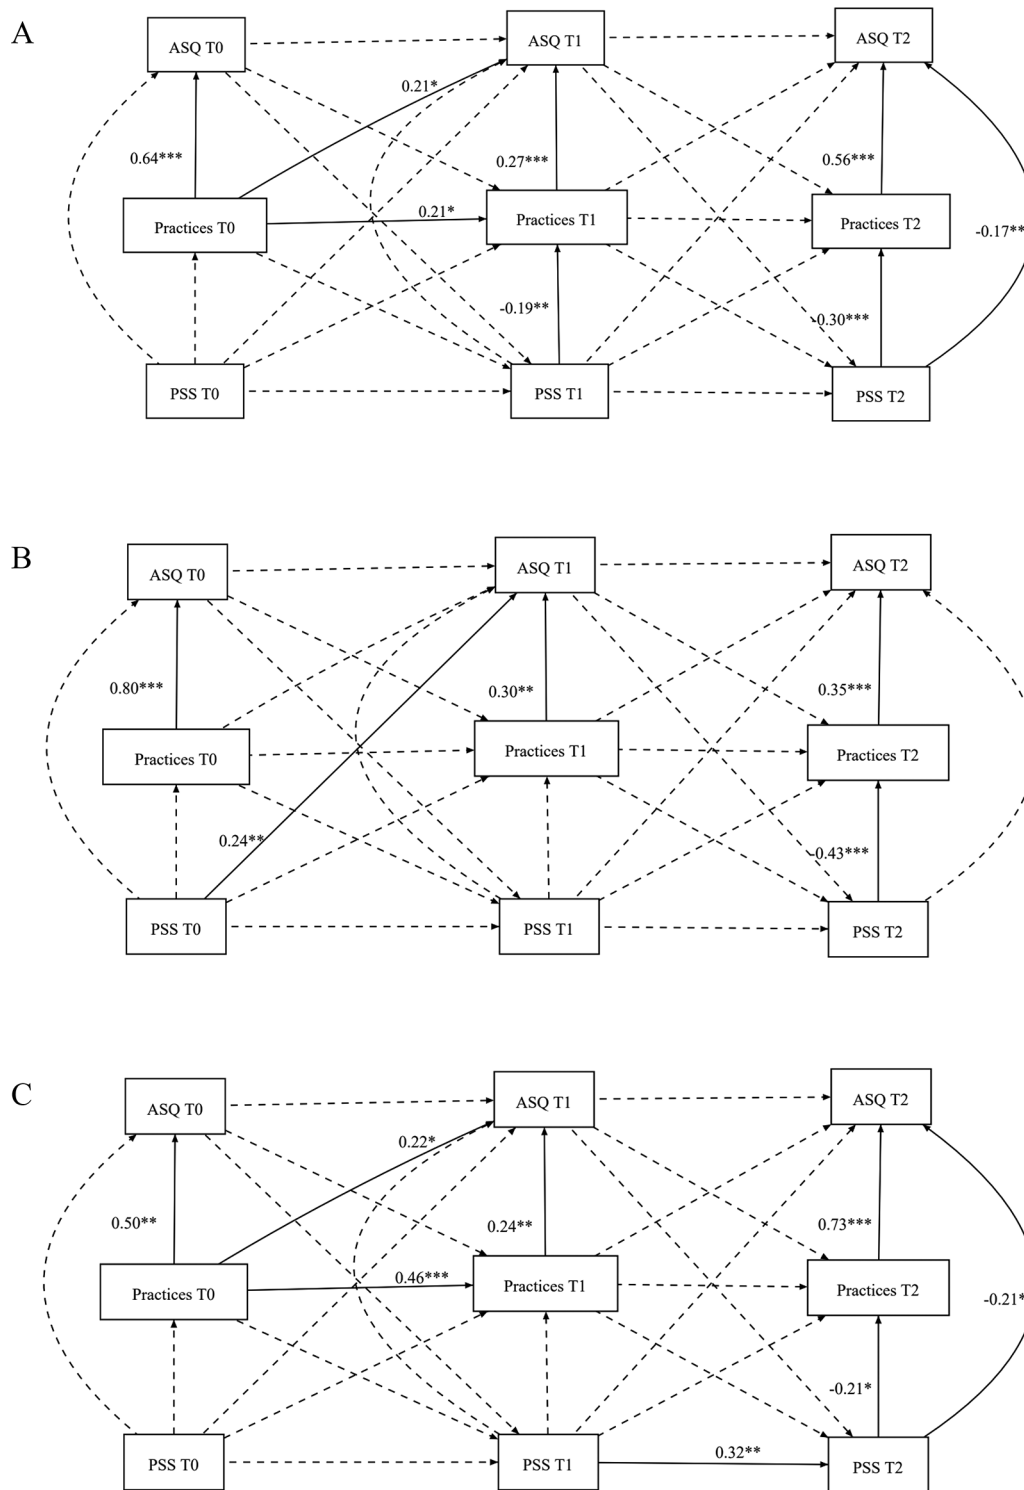 A
ASQ T0
ASQ T1
ASQ T2
0.21*
0.64***
0.27***
0.56***
Practices T0
0.21*
Practices T1
Practices T2
-0.17**
-0.19**
-0.30***
PSS T0
PSS T1
PSS T2
B
ASQ T0
ASQ T1
ASQ T2
0.80***
0.30**
0.35***
Practices T0
Practices T1
Practices T2
0.24**
-0.43***
PSS T0
PSS T1
PSS T2
C
ASQ T0
ASQ T1
ASQ T2
0.22*
0.50**
0.24**
0.73***
Practices T0
0.46***
Practices T1
Practices T2
-0.21*
-0.21*
PSS T0
PSS T1
0.32**
PSS T2